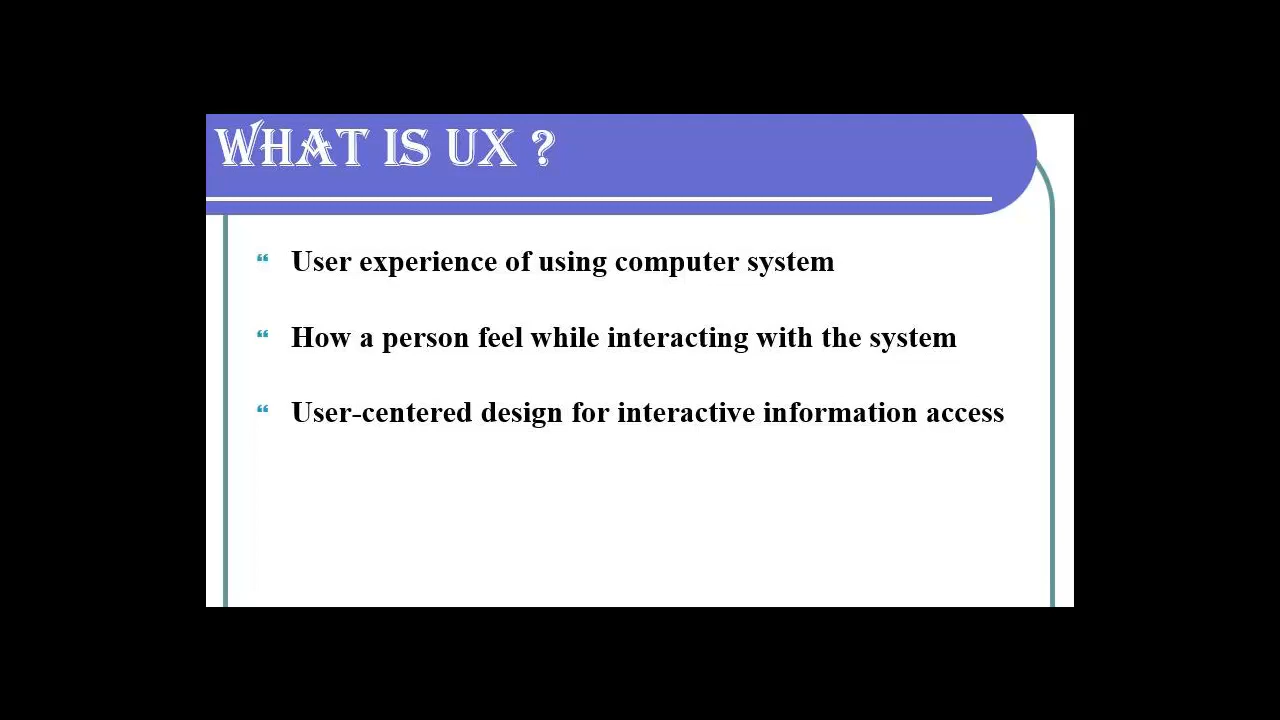 WHAT IS UX ?
“ User experience of using computer system
“ How a person feel while interacting with the system
“ User-centered design for interactive information access